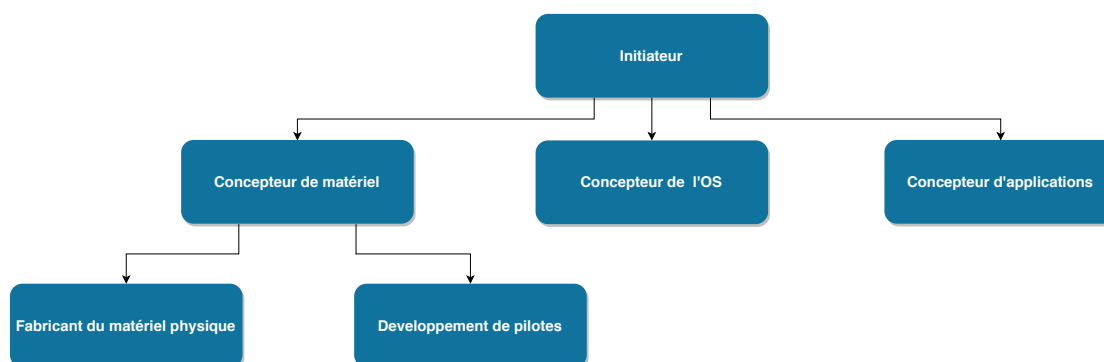 Initiateur
Concepteur de matériel
Concepteur de l'OS
Concepteur d'applications
Fabricant du matériel physique
Developpement de pilotes